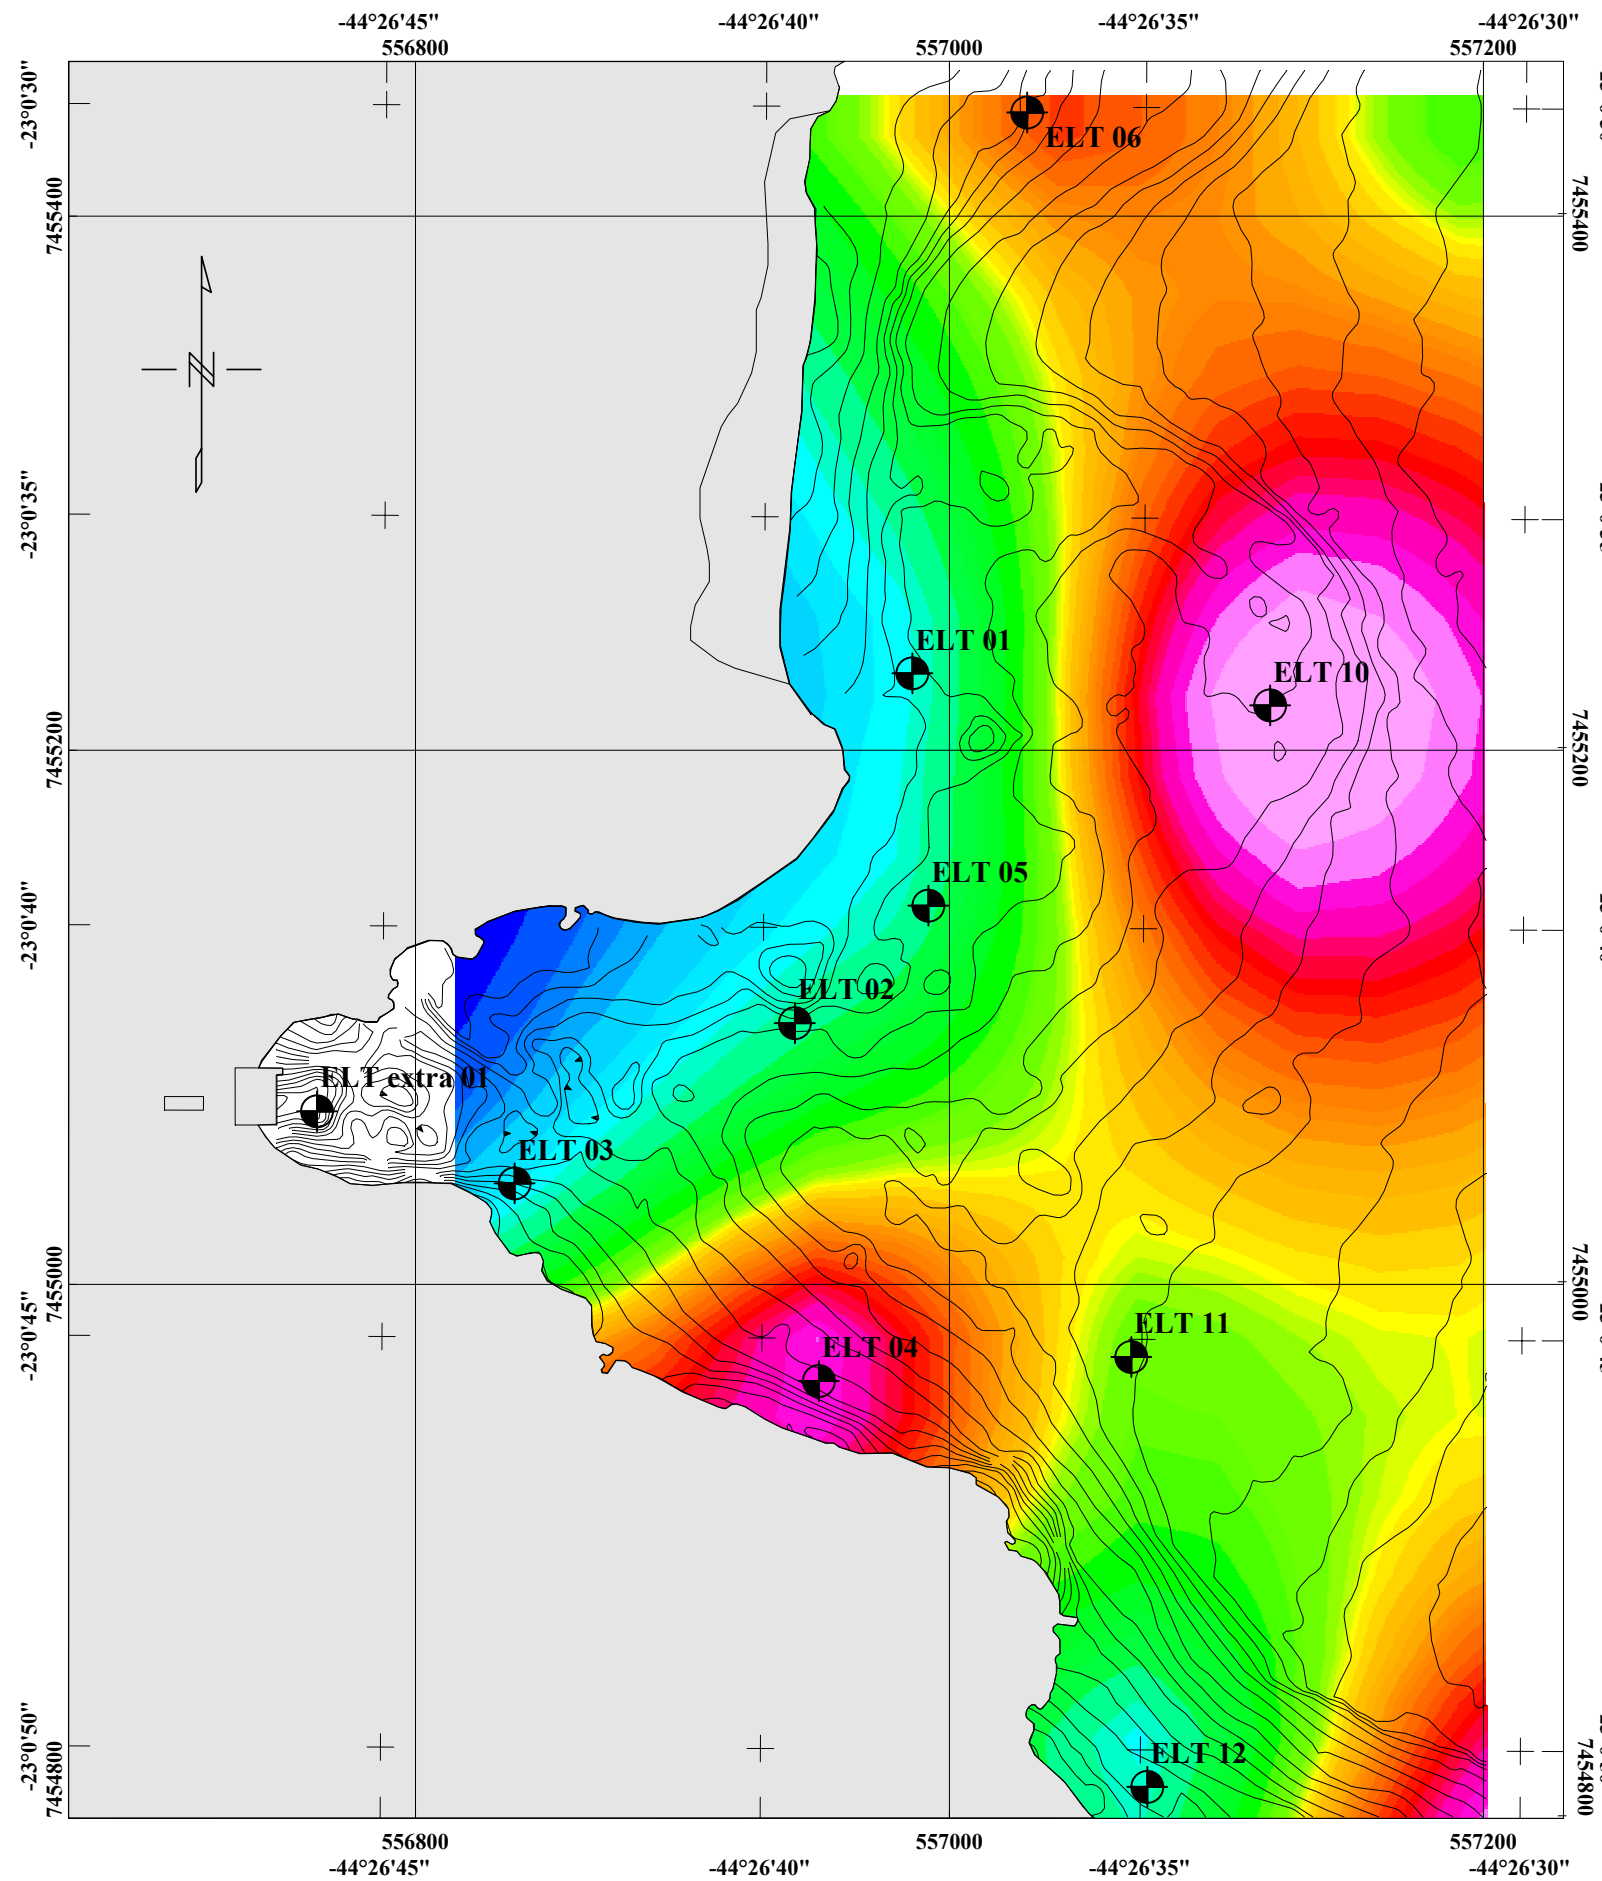 -44°26'45" -44°26'40" -44°26'35" -44°26'30"
556800 557000 557200
-23°0'30"
7455400
-23°0'35"
7455200
-23°0'40"
7455000
-23°0'45"
-23°0'50"
7454800
N
ELT 06
ELT 01
ELT 10
ELT 05
ELT 02
ELT extra 01
ELT 03
ELT 11
ELT 04
ELT 12
7455400
7455200
7455000
7454800
556800 557000 557200
-44°26'45" -44°26'40" -44°26'35" -44°26'30"